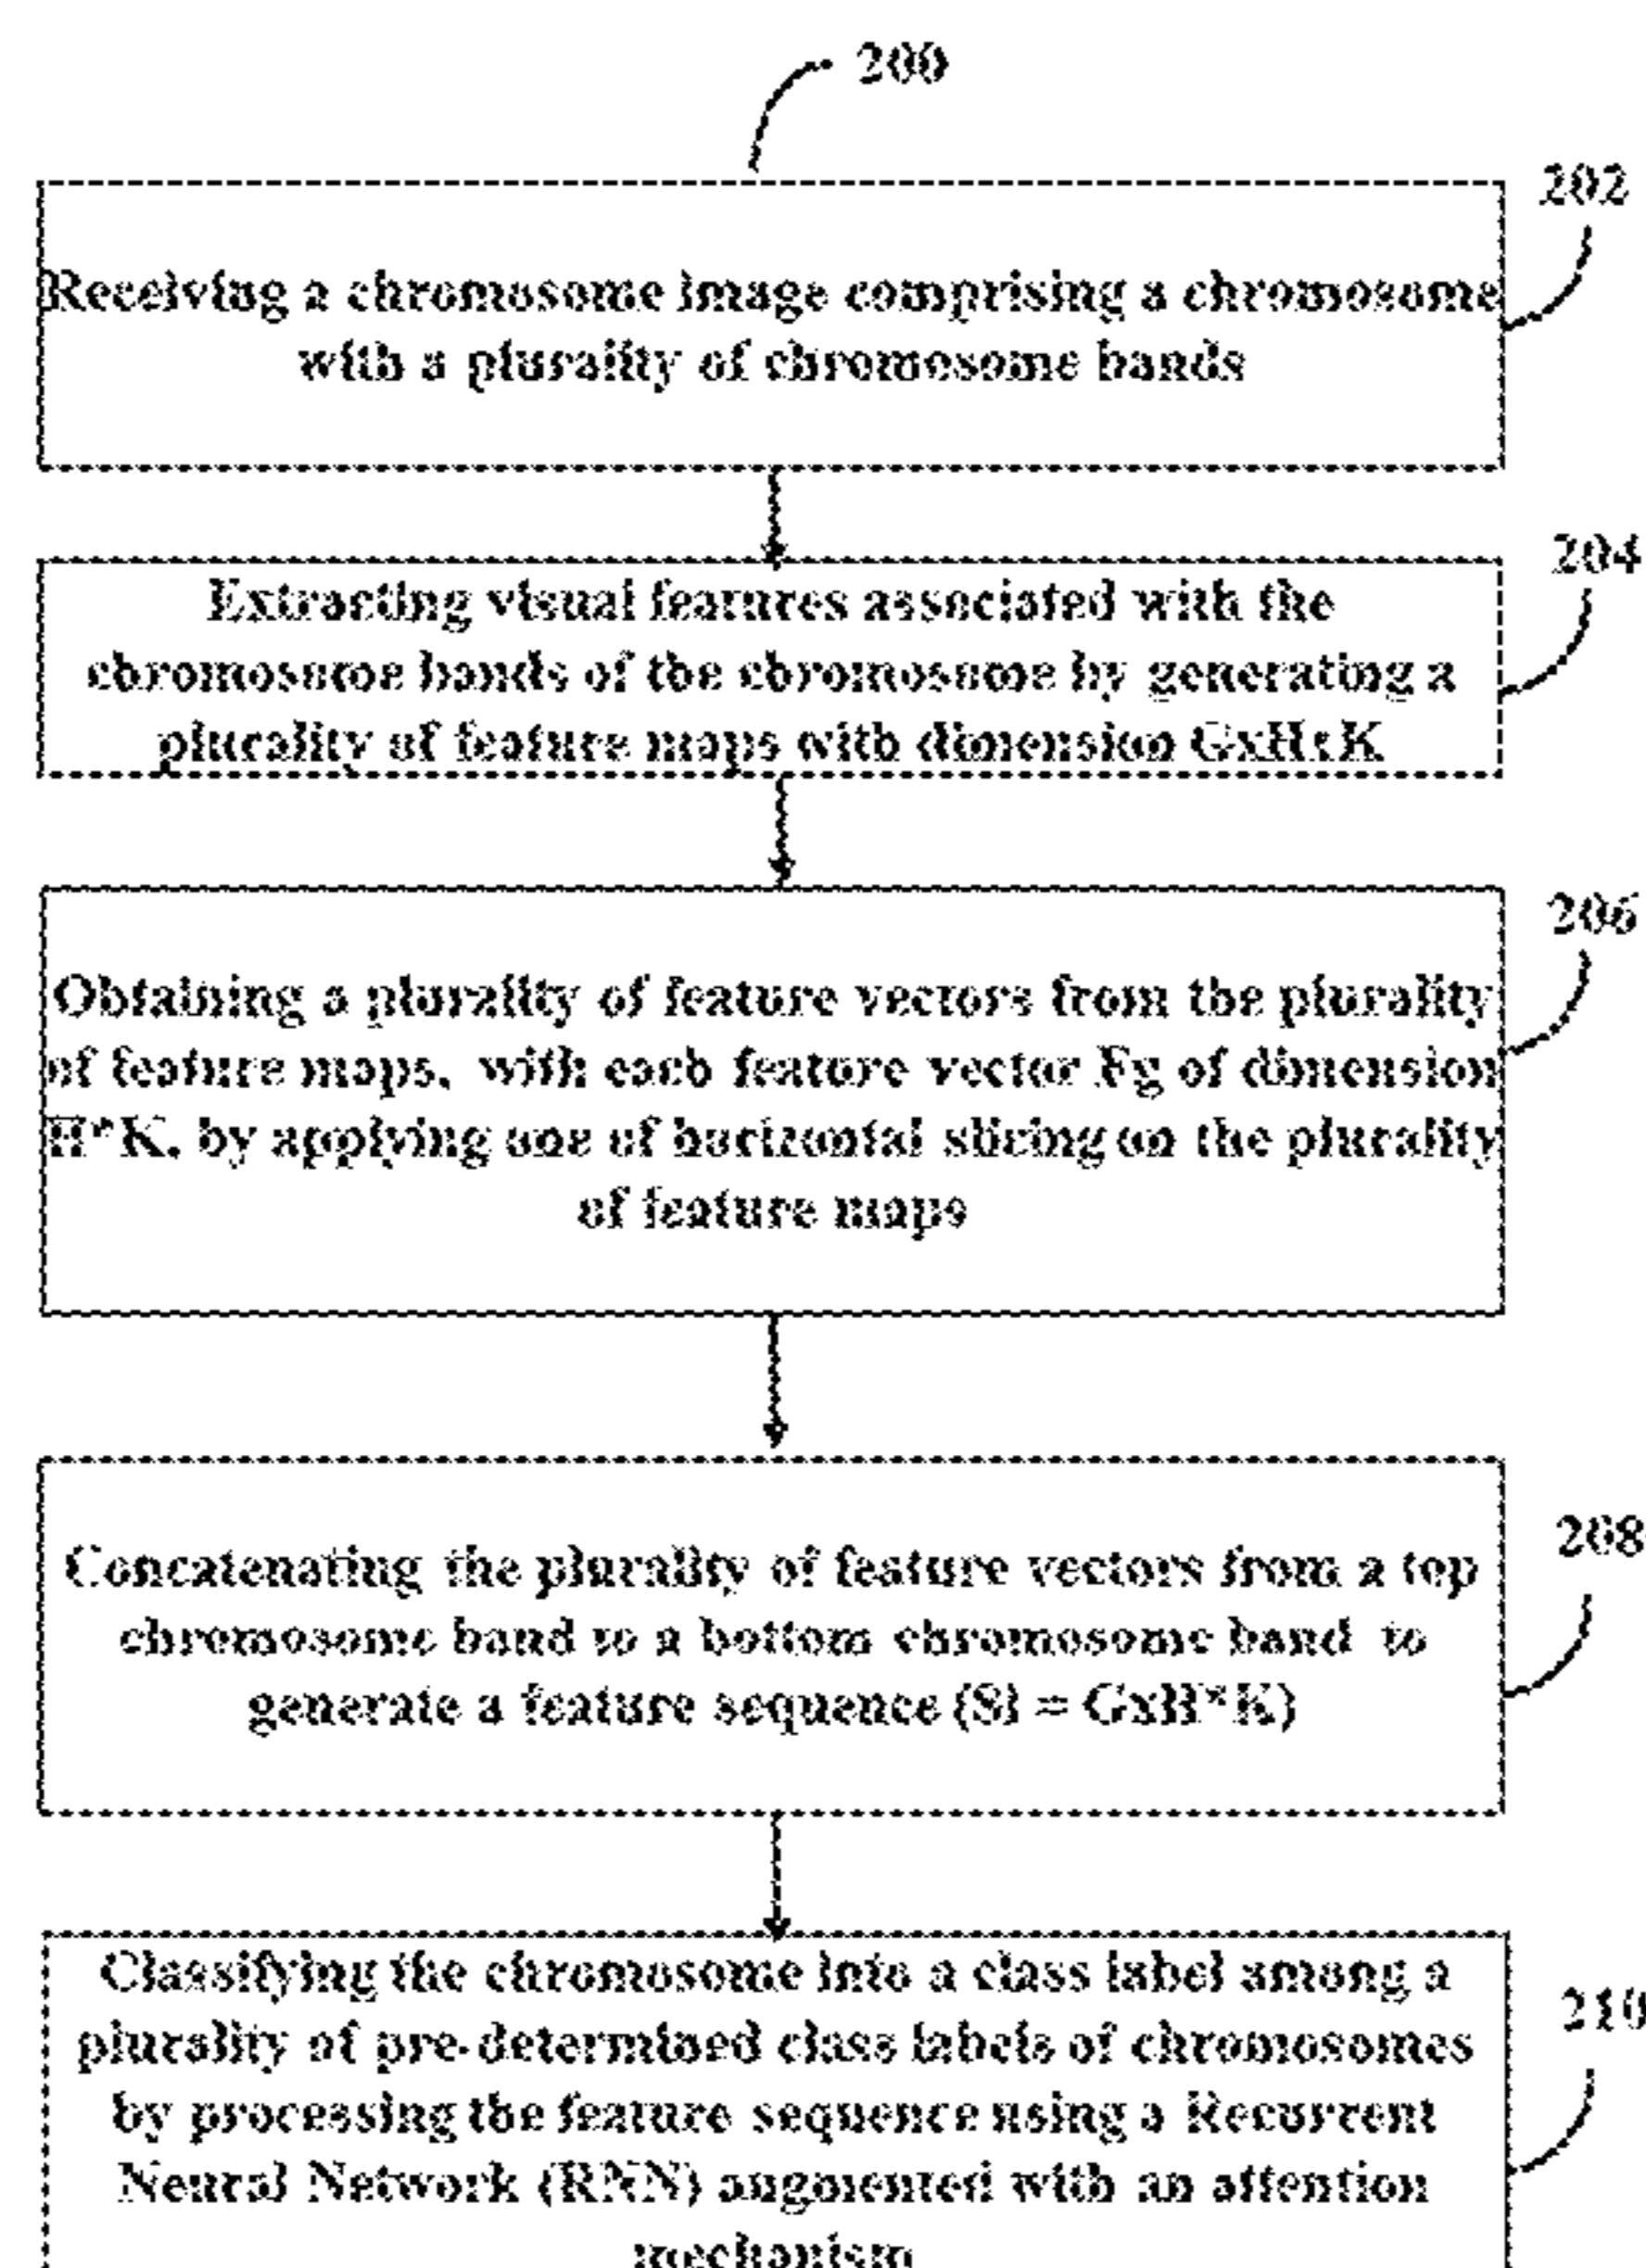 200
202
Receiving a chromosome image comprising a chromosome
with a plurality of chromosome bands
204
Extracting visual features associated with the
chromosome bands of the chromosome by generating a
plurality of feature maps with dimension GxHxK
206
Obtaining a plurality of feature vectors from the plurality
of feature maps, with each feature vector Fg of dimension
H*K, by applying one of horizontal slicing on the plurality
of feature maps
208
Concatenating the plurality of feature vectors from a top
chromosome band to a bottom chromosome band to
generate a feature sequence (Si = GxH*K)
Classifying the chromosome into a class label among a
210
plurality of pre-determined class labels of chromosomes
by processing the feature sequence using a Recurrent
Neural Network (RNN) augmented with an attention
mechanism